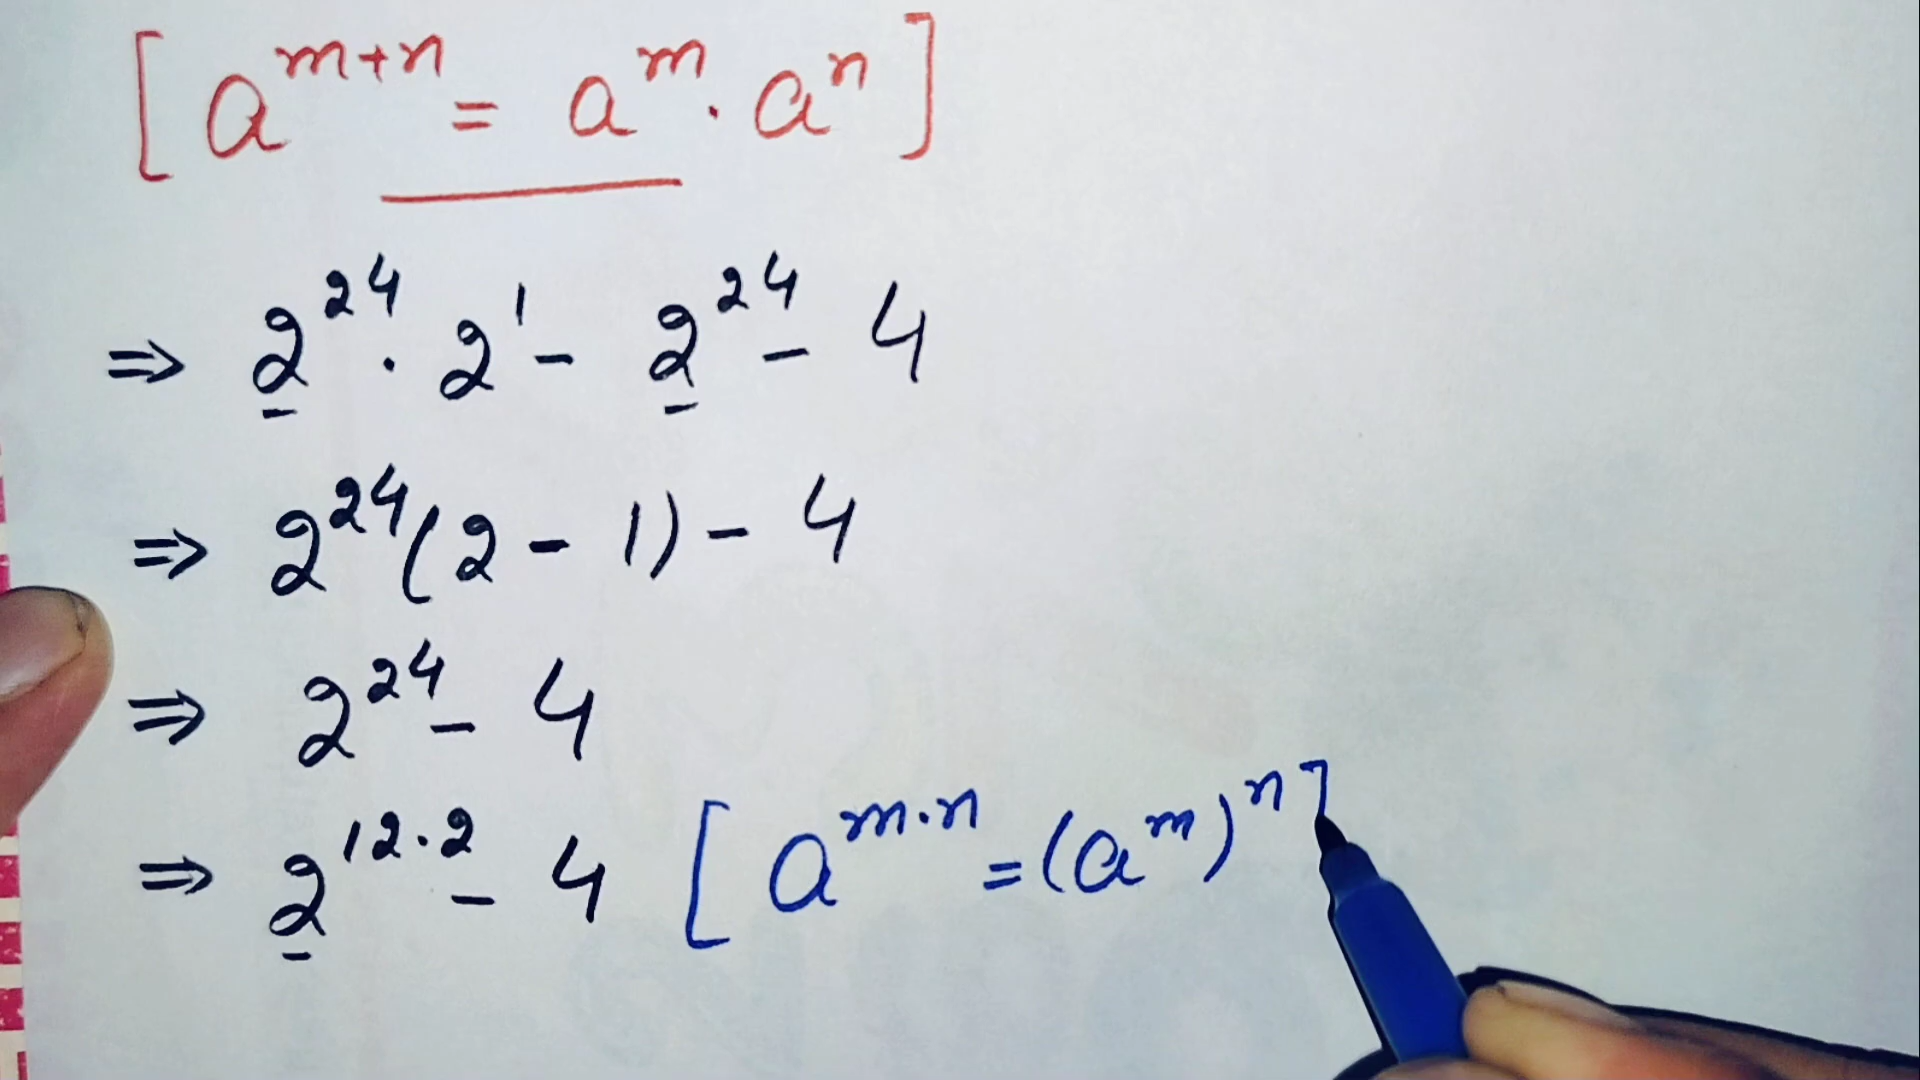 [a^{m+n} = a^m · a^n]
⇒ 2^{24} · 2^1 - 2^{24} - 4
⇒ 2^{24}(2 - 1) - 4
⇒ 2^{24} - 4
⇒ 2^{12·2} - 4 [a^{m·n} = (a^m)^n]